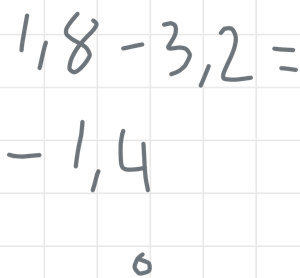 1,8 - 3,2 =
- 1,4